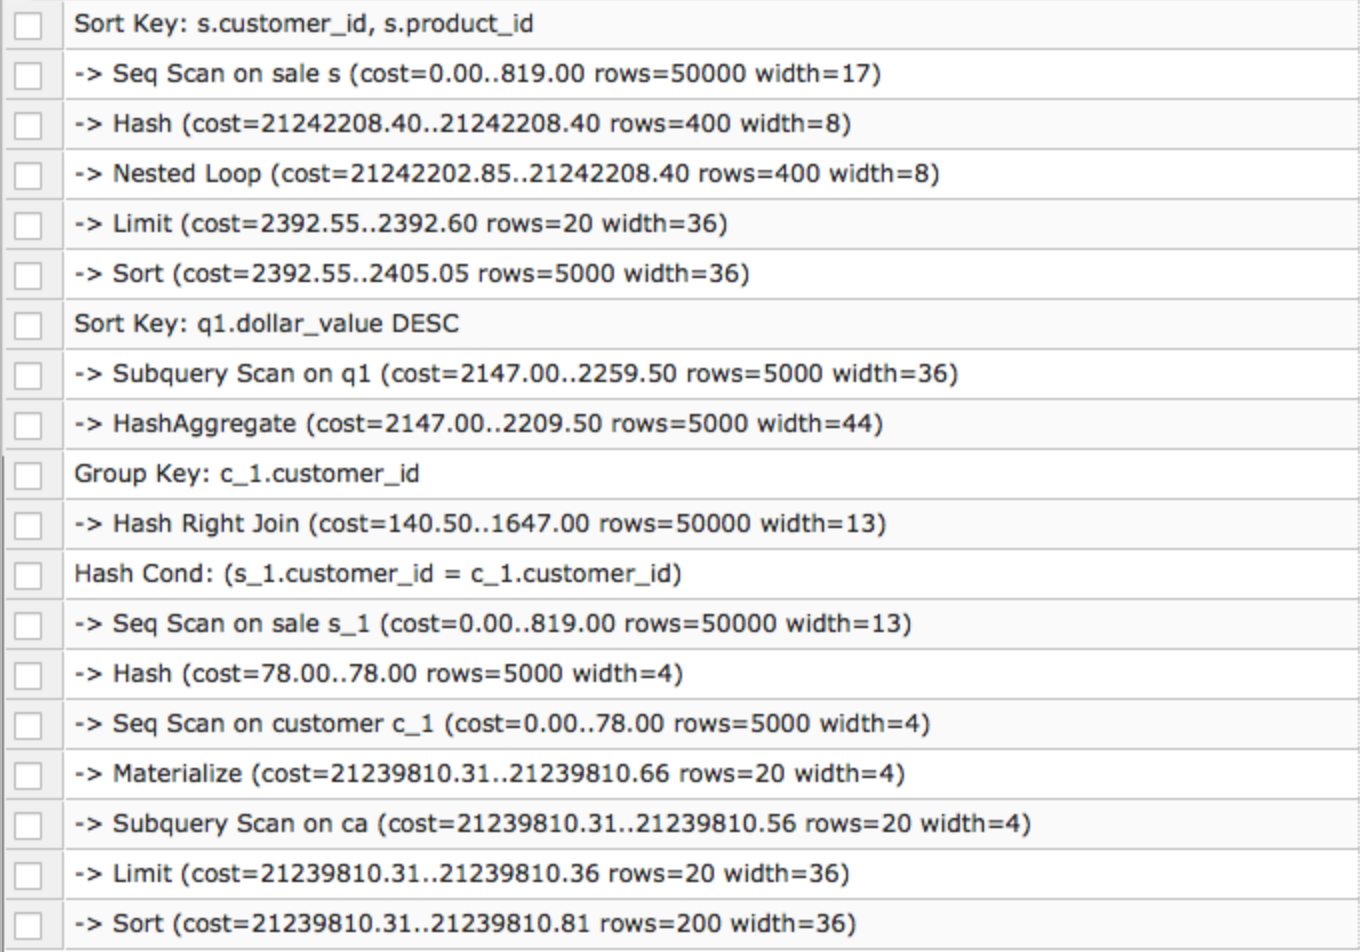 Sort Key: s.customer_id, s.product_id
-> Seq Scan on sale s (cost=0.00..819.00 rows=50000 width=17)
-> Hash (cost=21242208.40..21242208.40 rows=400 width=8)
-> Nested Loop (cost=21242202.85..21242208.40 rows=400 width=8)
-> Limit (cost=2392.55..2392.60 rows=20 width=36)
-> Sort (cost=2392.55..2405.05 rows=5000 width=36)
Sort Key: q1.dollar_value DESC
-> Subquery Scan on q1 (cost=2147.00..2259.50 rows=5000 width=36)
-> HashAggregate (cost=2147.00..2209.50 rows=5000 width=44)
Group Key: c_1.customer_id
-> Hash Right Join (cost=140.50..1647.00 rows=50000 width=13)
Hash Cond: (s_1.customer_id = c_1.customer_id)
-> Seq Scan on sale s_1 (cost=0.00..819.00 rows=50000 width=13)
-> Hash (cost=78.00..78.00 rows=5000 width=4)
-> Seq Scan on customer c_1 (cost=0.00..78.00 rows=5000 width=4)
-> Materialize (cost=21239810.31..21239810.66 rows=20 width=4)
-> Subquery Scan on ca (cost=21239810.31..21239810.56 rows=20 width=4)
-> Limit (cost=21239810.31..21239810.36 rows=20 width=36)
-> Sort (cost=21239810.31..21239810.81 rows=200 width=36)